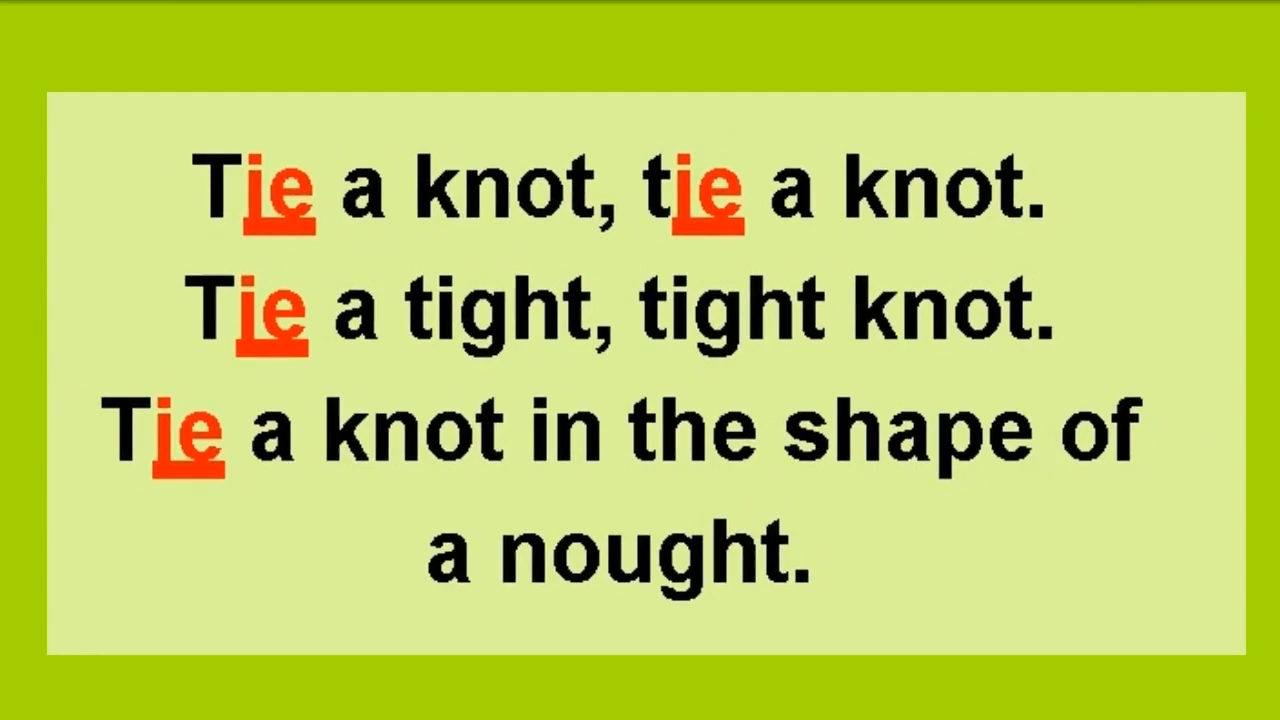 Tie a knot, tie a knot.
Tie a tight, tight knot.
Tie a knot in the shape of
a nought.